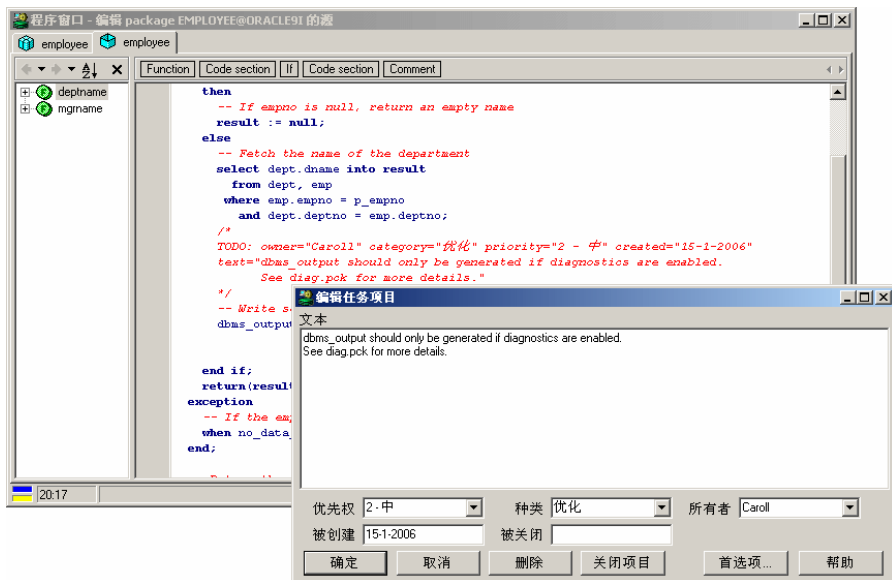 程序窗口 - 编辑 package EMPLOYEE@ORACLE9I 的源
employee employee
Function Code section If Code section Comment
deptname
mgrname
then
-- If empno is null, return an empty name
result := null;
else
-- Fetch the name of the department
select dept.dname into result
from dept, emp
where emp.empno = p_empno
and dept.deptno = emp.deptno;
/*
TODO: owner="Caroll" category="优化" priority="2 - 中" created="15-1-2006"
text="dbms_output should only be generated if diagnostics are enabled.
See diag.pck for more details."
*/
-- Write s
dbms_output
end if;
return(result
exception
-- If the em
when no_data_
end;
20:17
编辑任务项目
文本
dbms_output should only be generated if diagnostics are enabled.
See diag.pck for more details.
优先权 2 - 中 种类 优化 所有者 Caroll
被创建 15-1-2006 被关闭
确定 取消 删除 关闭项目 首选项... 帮助